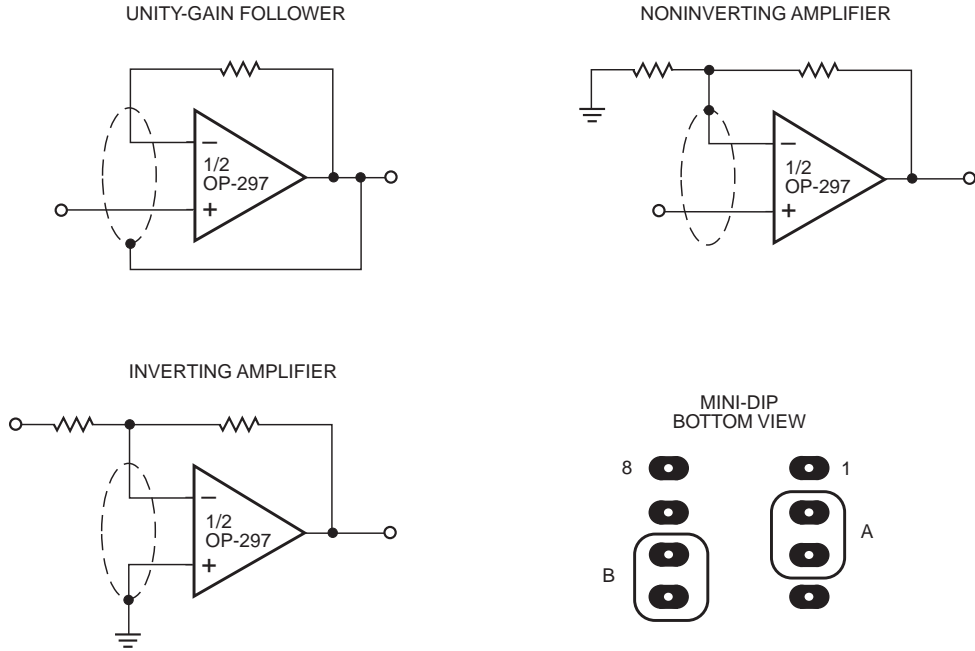 UNITY-GAIN FOLLOWER
−
1/2
OP-297
+
NONINVERTING AMPLIFIER
−
1/2
OP-297
+
INVERTING AMPLIFIER
−
1/2
OP-297
+
MINI-DIP
BOTTOM VIEW
8
1
A
B